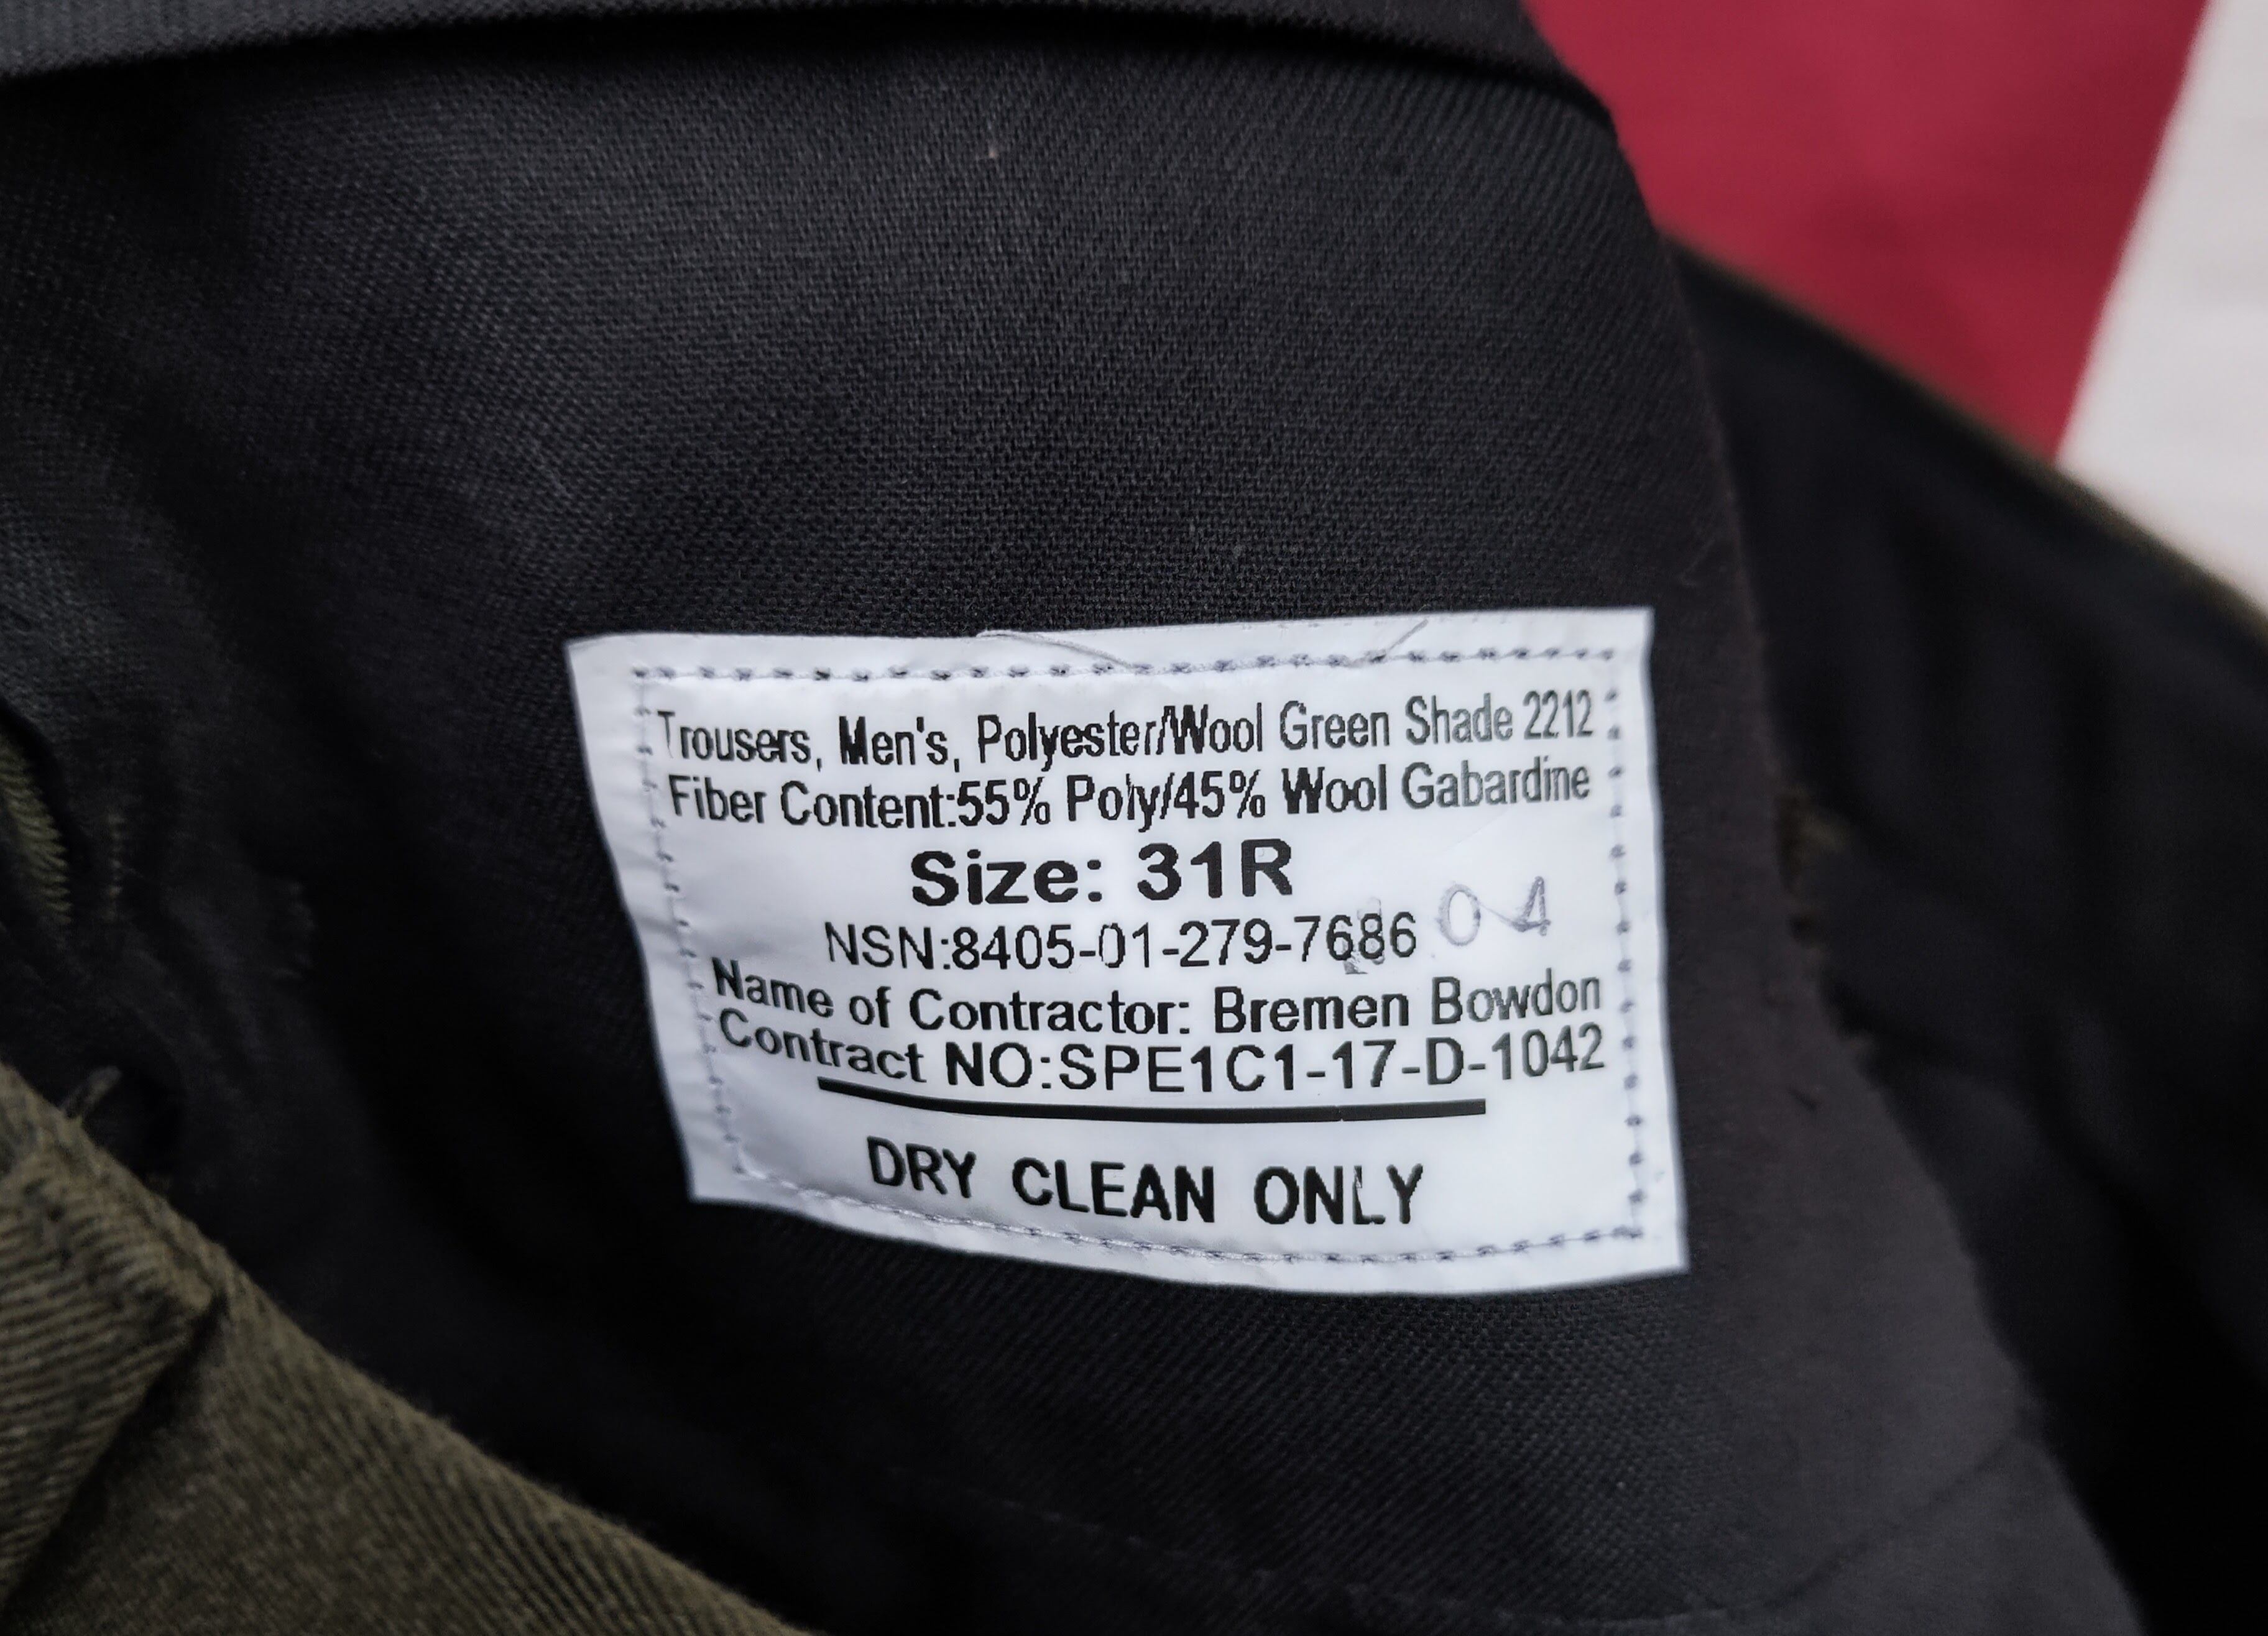 Trousers, Men's, Polyester/Wool Green Shade 2212
Fiber Content:55% Poly/45% Wool Gabardine
Size: 31R
NSN:8405-01-279-7686 04
Name of Contractor: Bremen Bowdon
Contract NO:SPE1C1-17-D-1042
DRY CLEAN ONLY